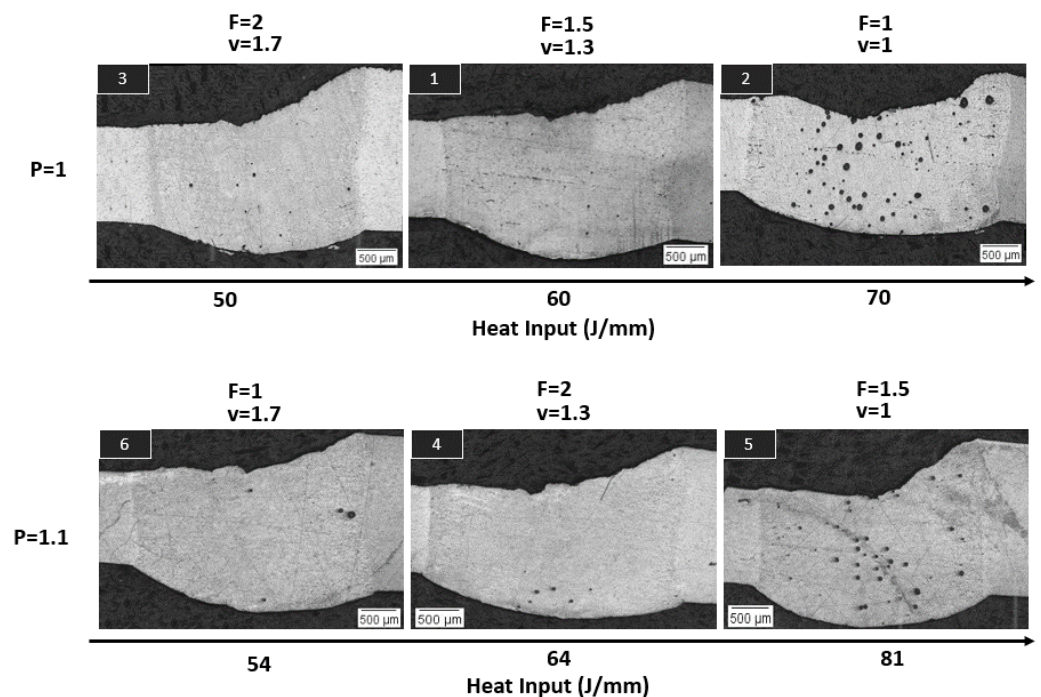 F=2
v=1.7
F=1.5
v=1.3
F=1
v=1
3
1
2
P=1
500 µm
500 µm
500 µm
50
60
70
Heat Input (J/mm)
F=1
v=1.7
F=2
v=1.3
F=1.5
v=1
6
4
5
P=1.1
500 µm
500 µm
500 µm
54
64
81
Heat Input (J/mm)